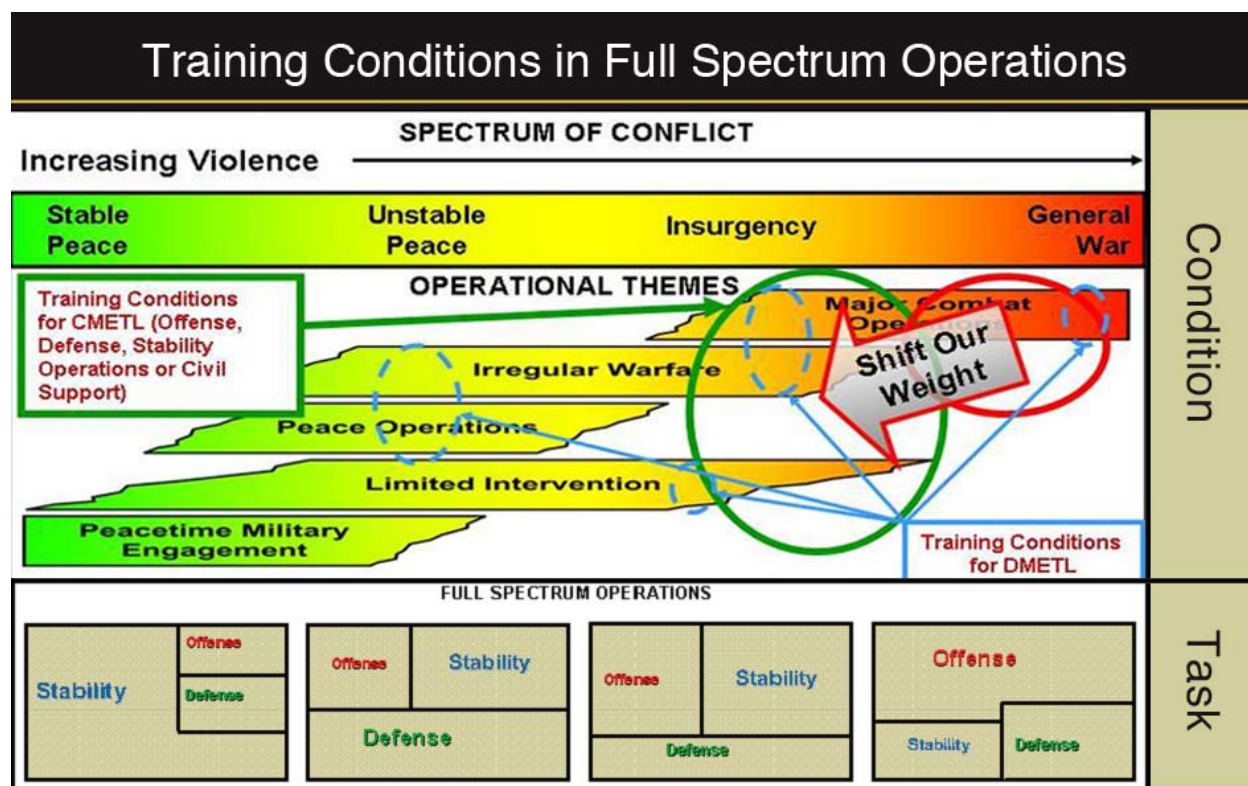 Training Conditions in Full Spectrum Operations
SPECTRUM OF CONFLICT
Increasing Violence
Stable
Peace
Unstable
Peace
Insurgency
General
War
Condition
OPERATIONAL THEMES
Training Conditions
for CMETL (Offense,
Defense, Stability
Operations or Civil
Support)
Major Combat
Operations
Shift Our
Weight
Irregular Warfare
Peace Operations
Limited Intervention
Peacetime Military
Engagement
Training Conditions
for DMETL
FULL SPECTRUM OPERATIONS
Task
Stability
Offense
Defense
Offense
Stability
Defense
Offense
Stability
Defense
Offense
Stability
Defense